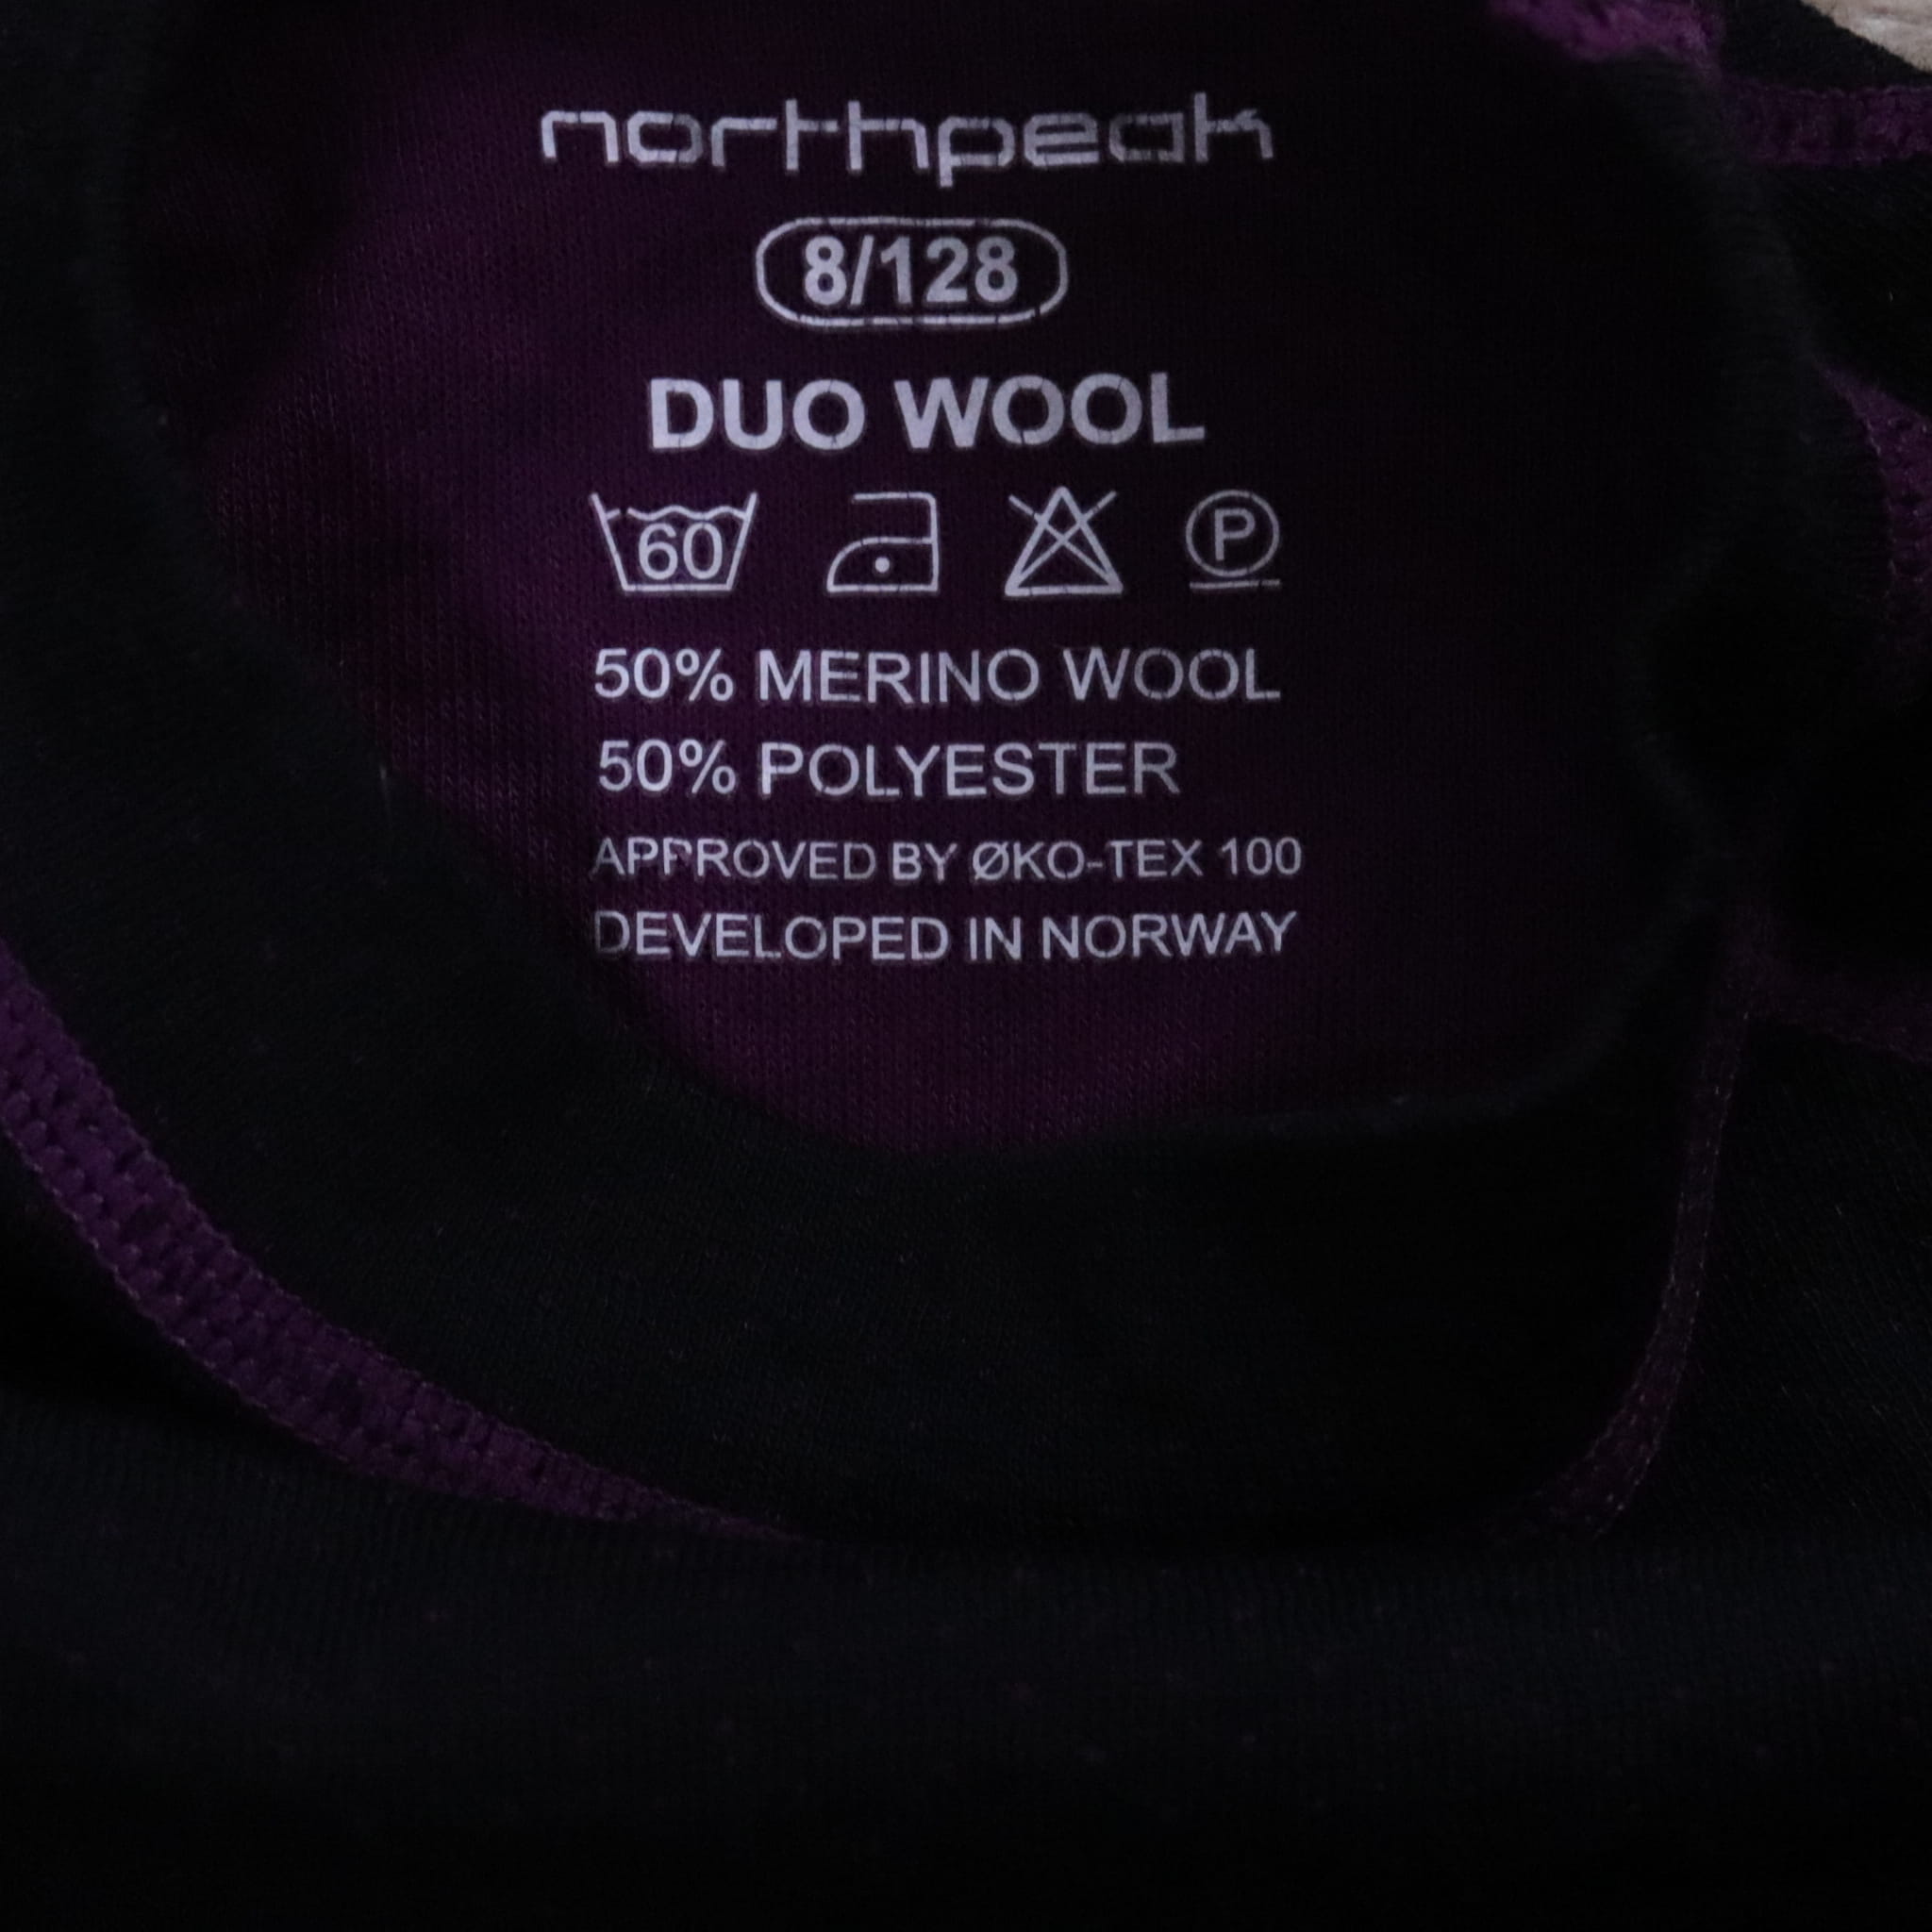 northpeak
8/128
DUO WOOL
60 P
50% MERINO WOOL
50% POLYESTER
APPROVED BY ØKO-TEX 100
DEVELOPED IN NORWAY